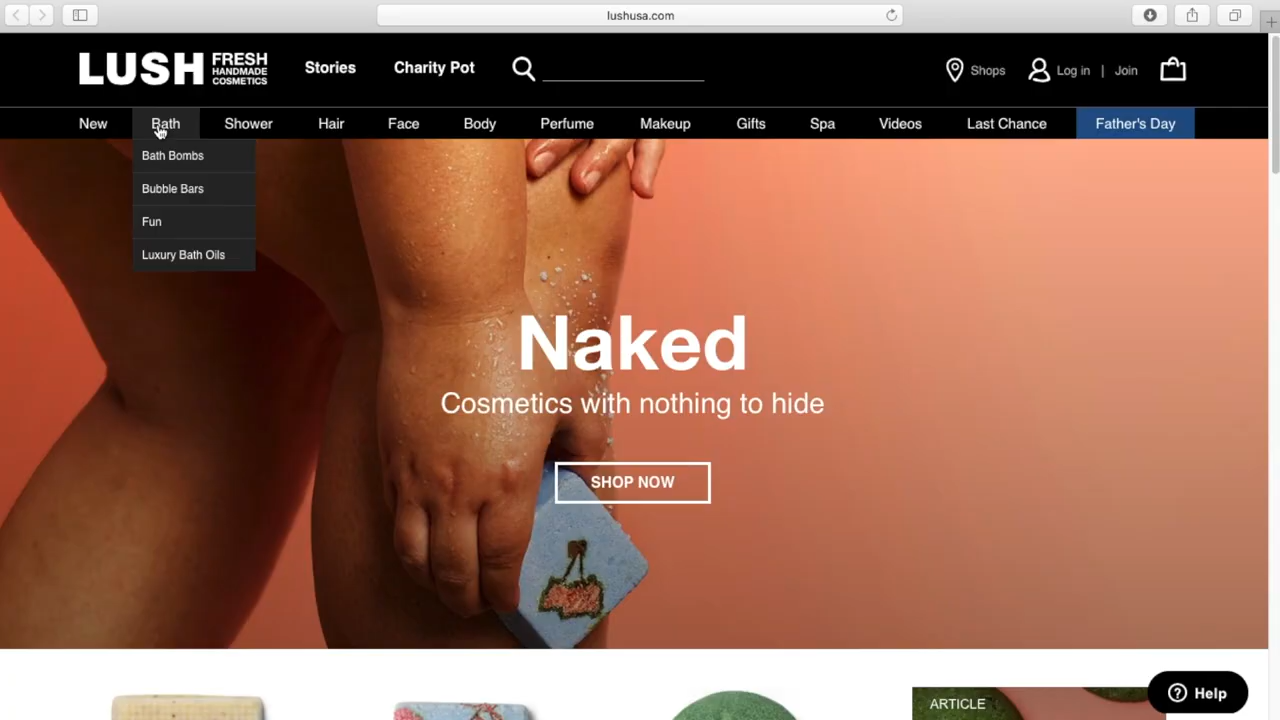 lushusa.com
LUSH FRESH
HANDMADE
COSMETICS
Stories
Charity Pot
Shops
Log in | Join
New
Bath
Shower
Hair
Face
Body
Perfume
Makeup
Gifts
Spa
Videos
Last Chance
Father's Day
Bath Bombs
Bubble Bars
Fun
Luxury Bath Oils
Naked
Cosmetics with nothing to hide
SHOP NOW
ARTICLE
Help